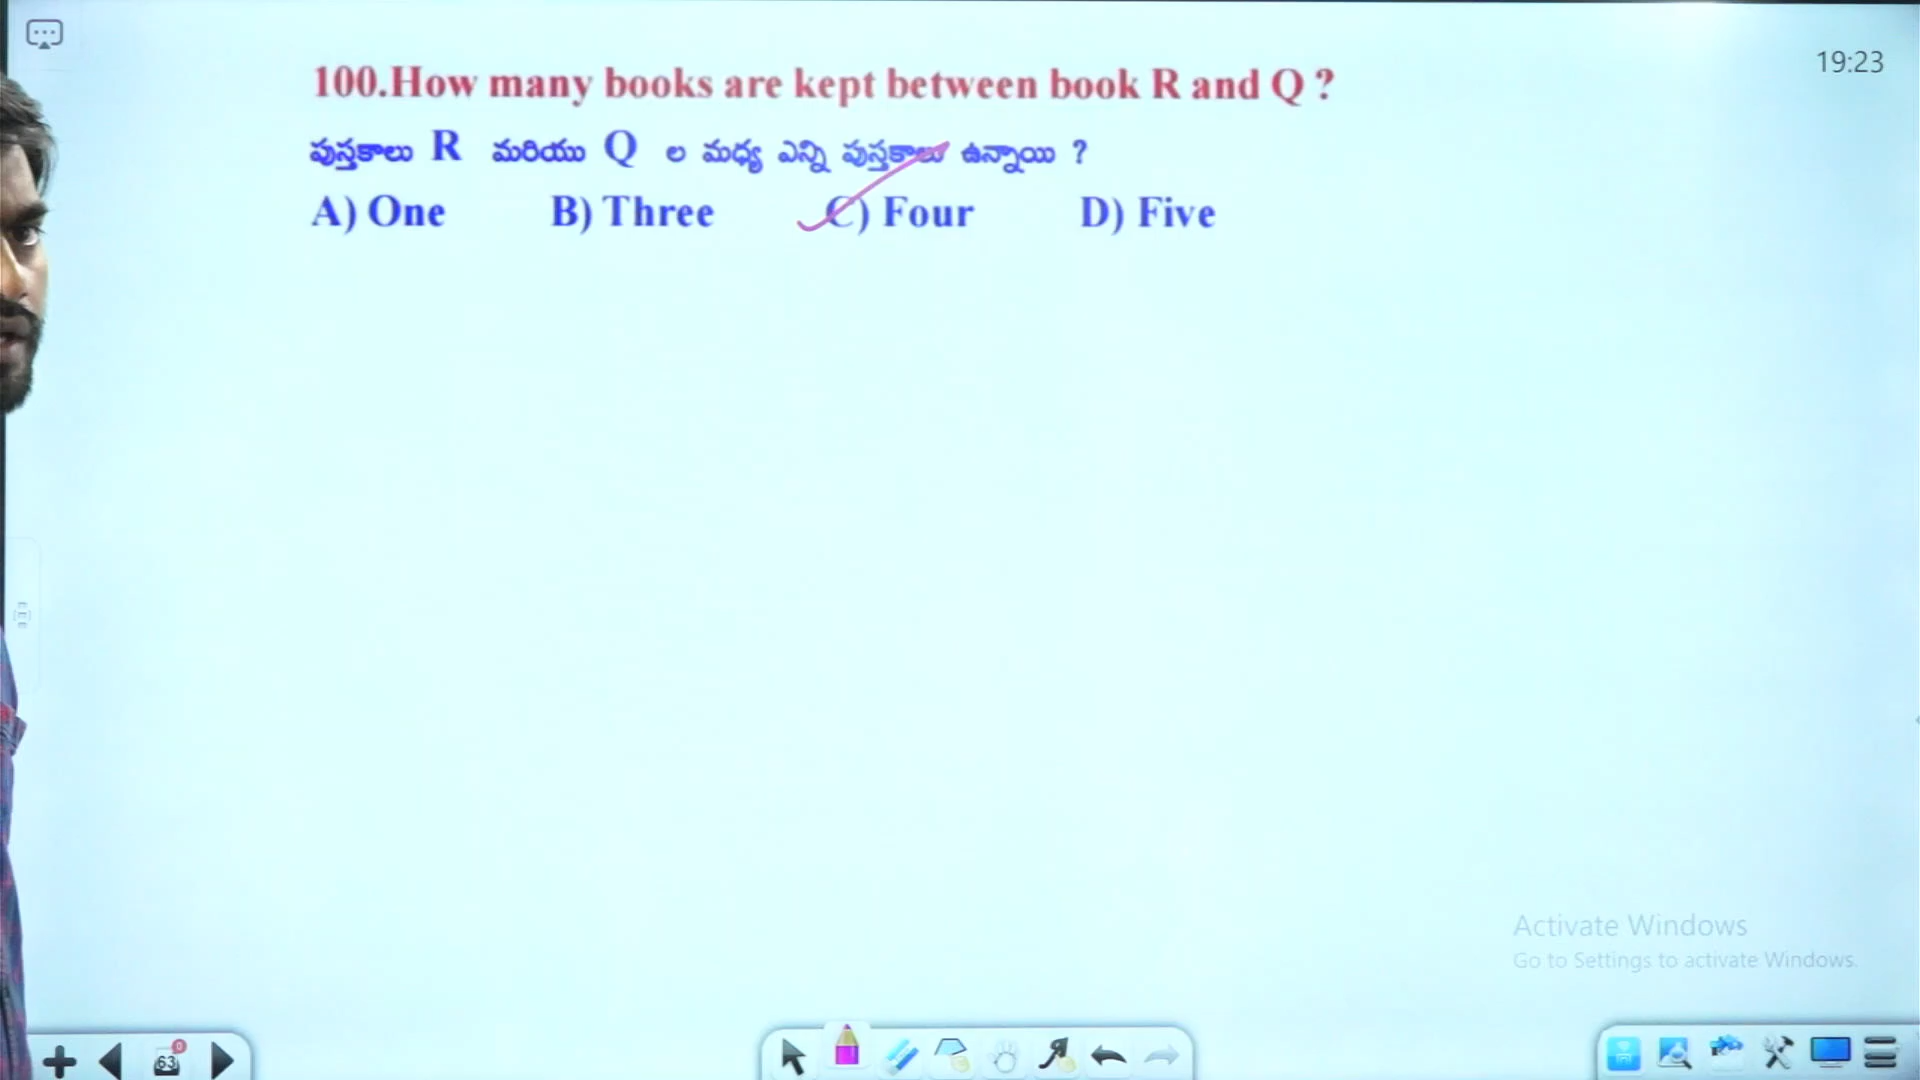 19:23
100.How many books are kept between book R and Q ?
పుస్తకాలు R మరియు Q ల మధ్య ఎన్ని పుస్తకాలు ఉన్నాయి ?
A) One B) Three C) Four D) Five
Activate Windows
Go to Settings to activate Windows.
63
0